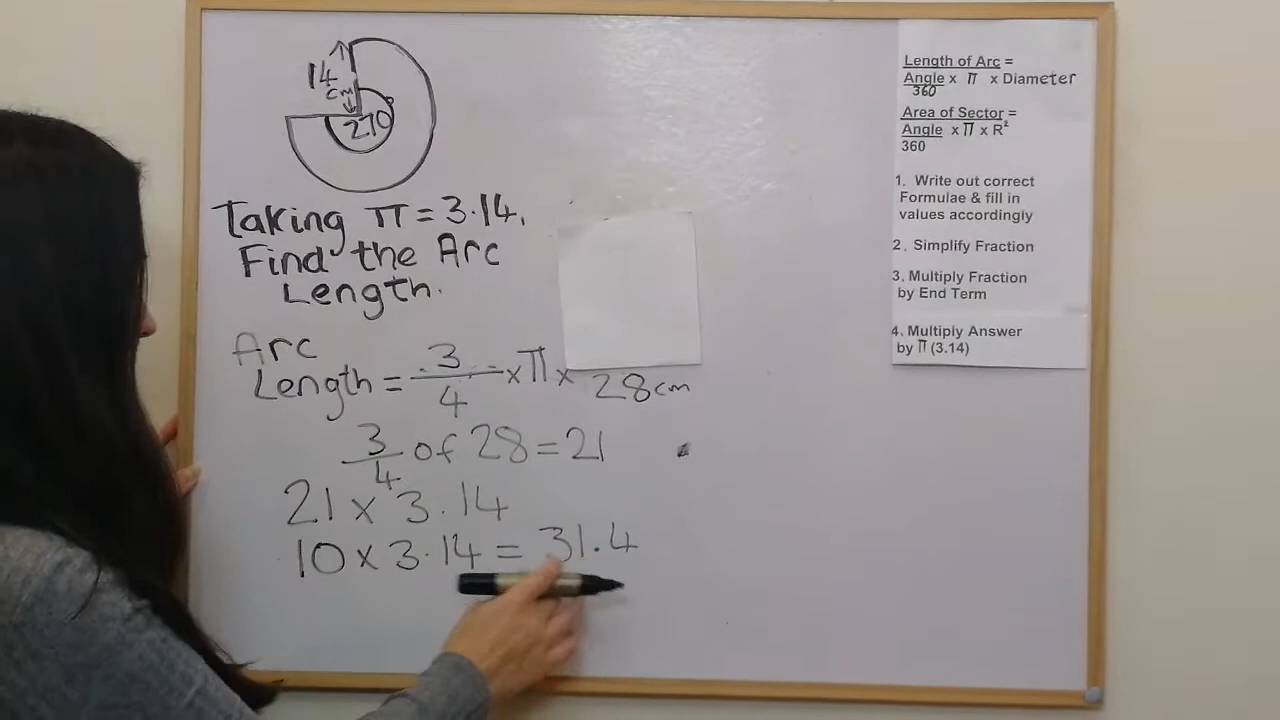 14
cm
270
Taking π = 3.14,
Find the Arc
Length.
Arc
Length = 3/4 × π × 28cm
3/4 of 28 = 21
21 × 3.14
10 × 3.14 = 31.4
Length of Arc =
Angle × π × Diameter
360
Area of Sector =
Angle × π × R²
360
1. Write out correct
Formulae & fill in
values accordingly
2. Simplify Fraction
3. Multiply Fraction
by End Term
4. Multiply Answer
by π (3.14)